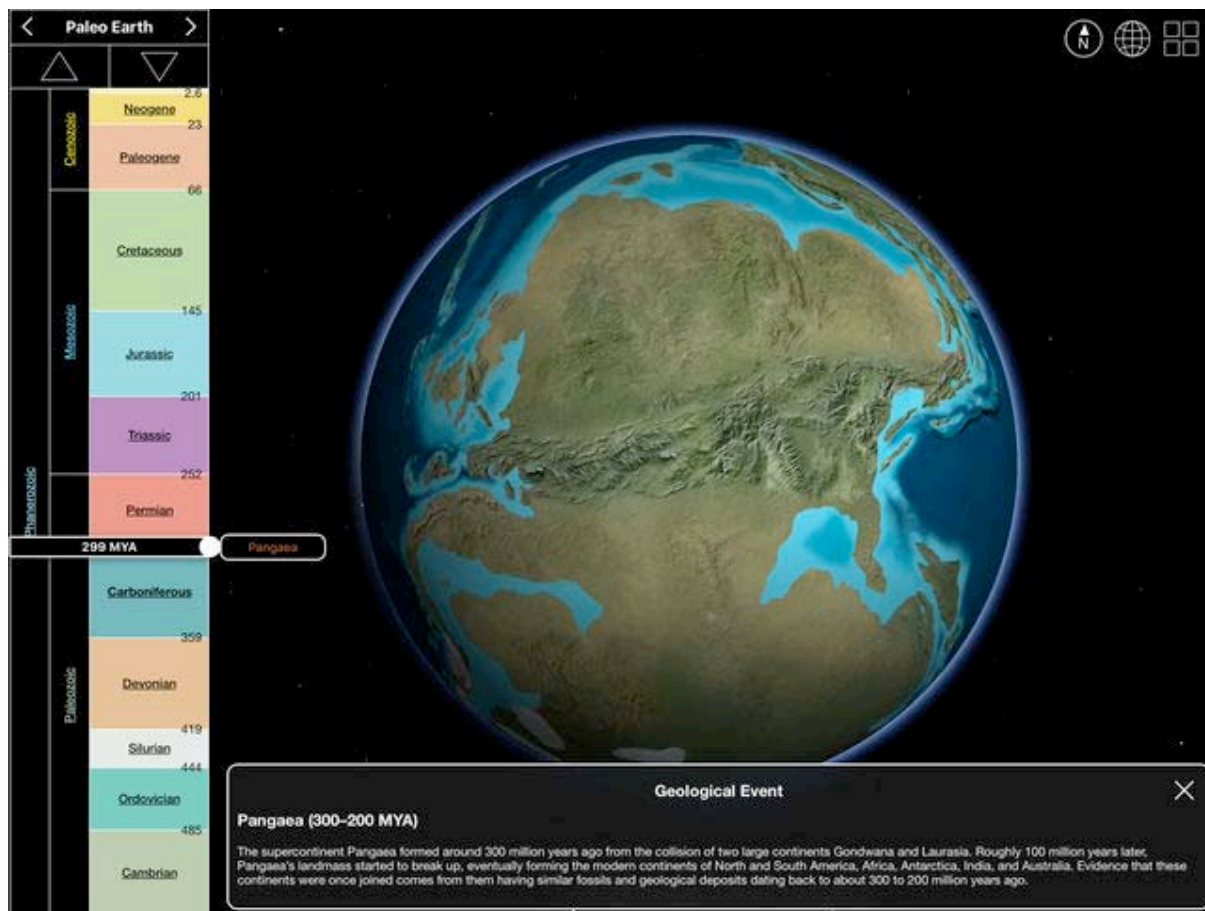 Paleo Earth
N
2.6
Neogene
23
Paleogene
66
Cretaceous
145
Jurassic
201
Triassic
252
Permian
299 MYA
Pangaea
Carboniferous
359
Devonian
419
Silurian
444
Ordovician
485
Cambrian
Cenozoic
Mesozoic
Phanerozoic
Paleozoic
Geological Event
Pangaea (300–200 MYA)
The supercontinent Pangaea formed around 300 million years ago from the collision of two large continents Gondwana and Laurasia. Roughly 100 million years later,
Pangaea's landmass started to break up, eventually forming the modern continents of North and South America, Africa, Antarctica, India, and Australia. Evidence that these
continents were once joined comes from them having similar fossils and geological deposits dating back to about 300 to 200 million years ago.